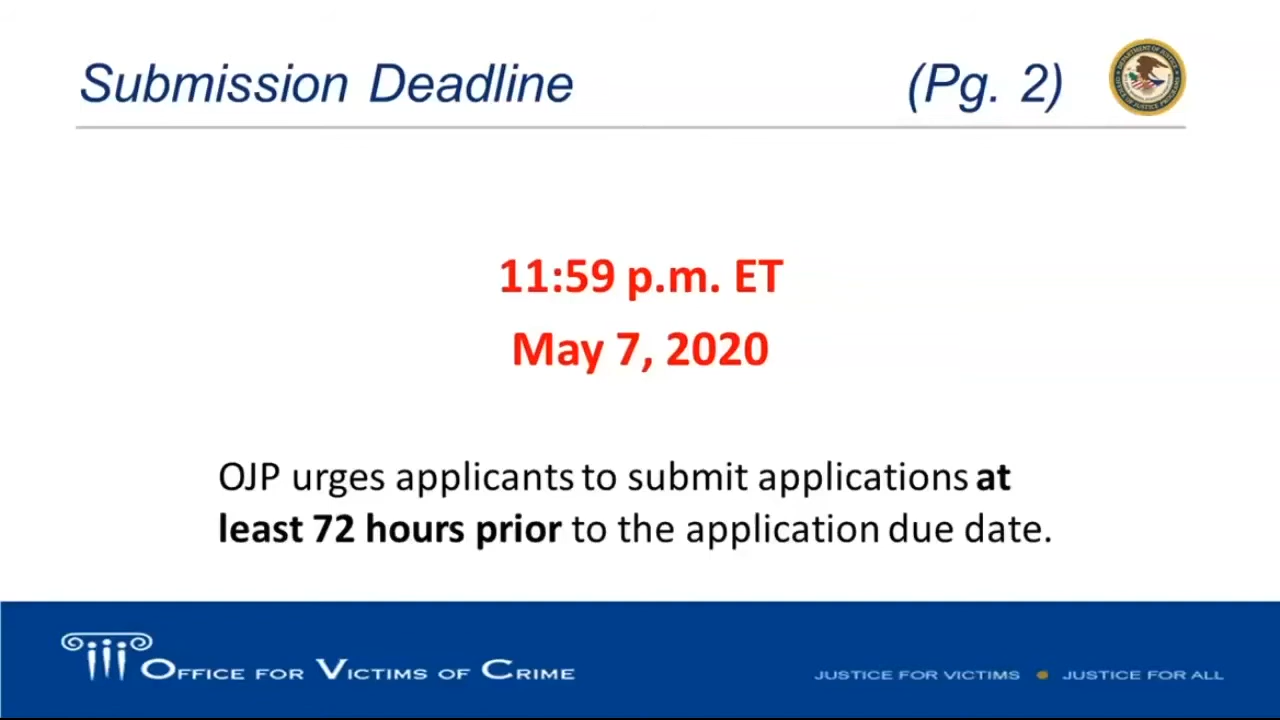 Submission Deadline (Pg. 2)
11:59 p.m. ET
May 7, 2020
OJP urges applicants to submit applications at
least 72 hours prior to the application due date.
OFFICE FOR VICTIMS OF CRIME
JUSTICE FOR VICTIMS • JUSTICE FOR ALL